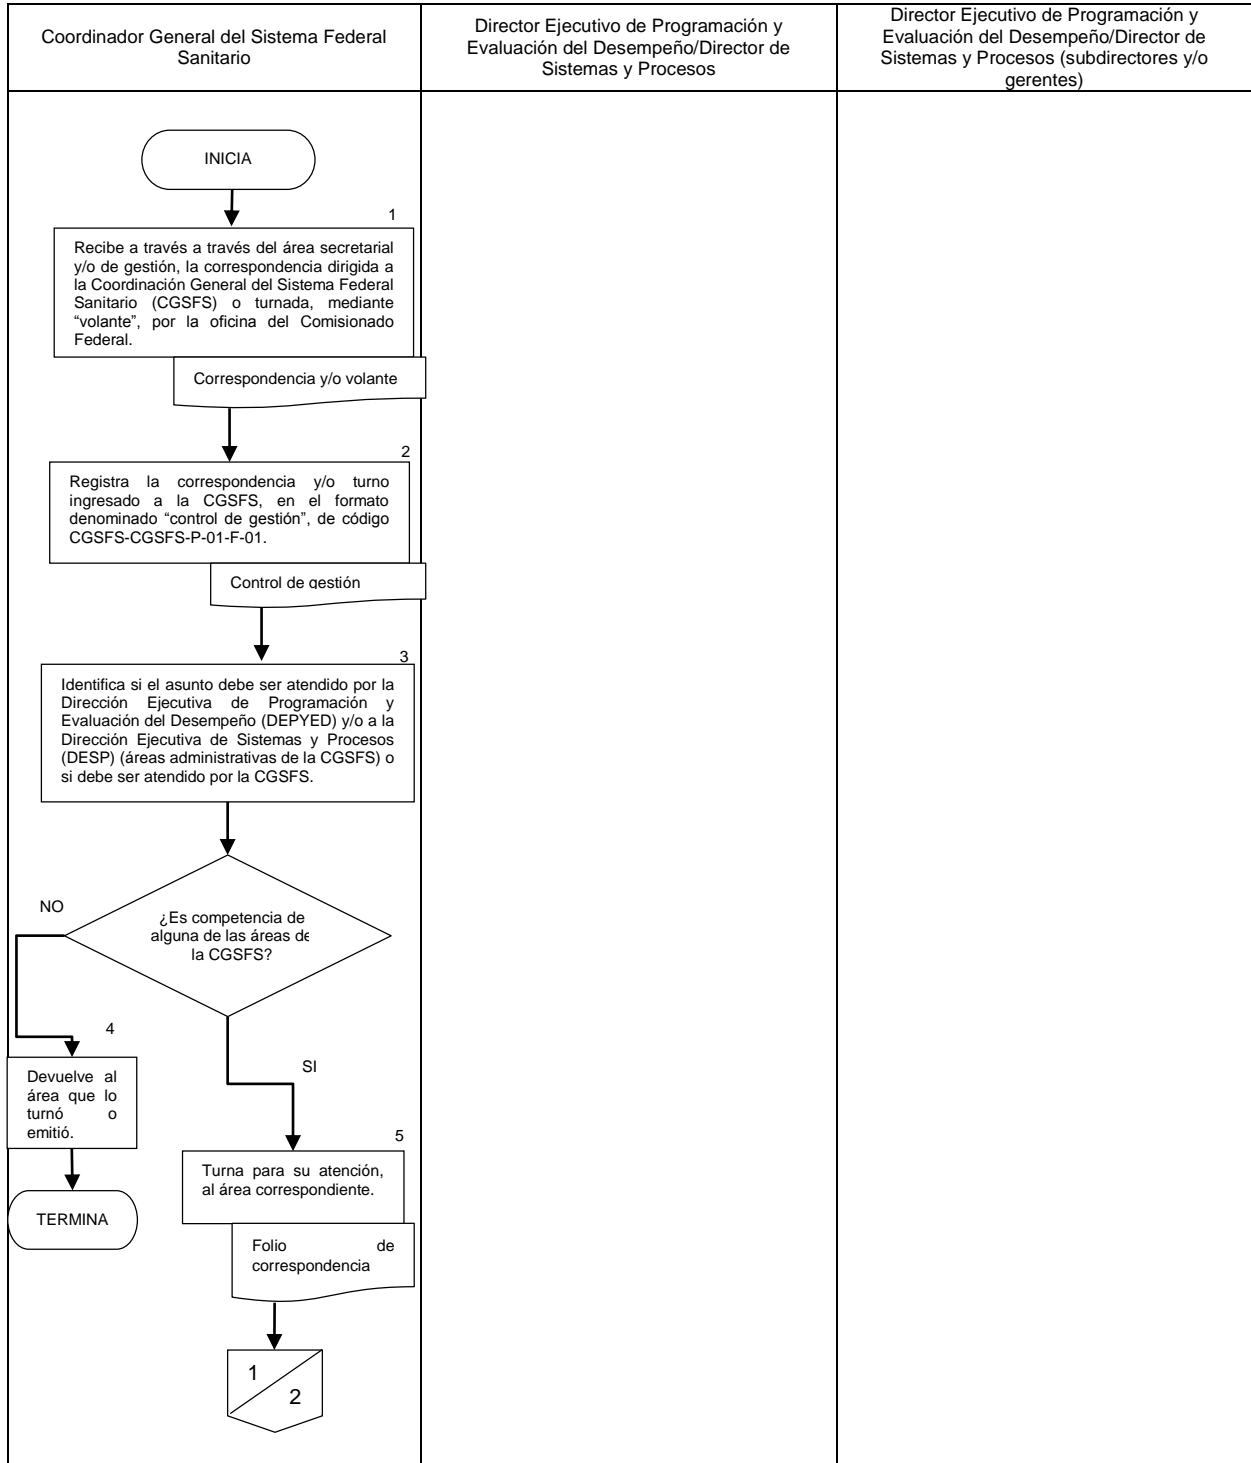 Coordinador General del Sistema Federal
Sanitario
Director Ejecutivo de Programación y
Evaluación del Desempeño/Director de
Sistemas y Procesos
Director Ejecutivo de Programación y
Evaluación del Desempeño/Director de
Sistemas y Procesos (subdirectores y/o
gerentes)
INICIA
1
Recibe a través a través del área secretarial
y/o de gestión, la correspondencia dirigida a
la Coordinación General del Sistema Federal
Sanitario (CGSFS) o turnada, mediante
“volante”, por la oficina del Comisionado
Federal.
Correspondencia y/o volante
2
Registra la correspondencia y/o turno
ingresado a la CGSFS, en el formato
denominado “control de gestión”, de código
CGSFS-CGSFS-P-01-F-01.
Control de gestión
3
Identifica si el asunto debe ser atendido por la
Dirección Ejecutiva de Programación y
Evaluación del Desempeño (DEPYED) y/o a la
Dirección Ejecutiva de Sistemas y Procesos
(DESP) (áreas administrativas de la CGSFS) o
si debe ser atendido por la CGSFS.
NO
¿Es competencia de
alguna de las áreas de
la CGSFS?
4
SI
Devuelve al
área que lo
turnó o
emitió.
5
Turna para su atención,
al área correspondiente.
TERMINA
Folio de
correspondencia
1
2